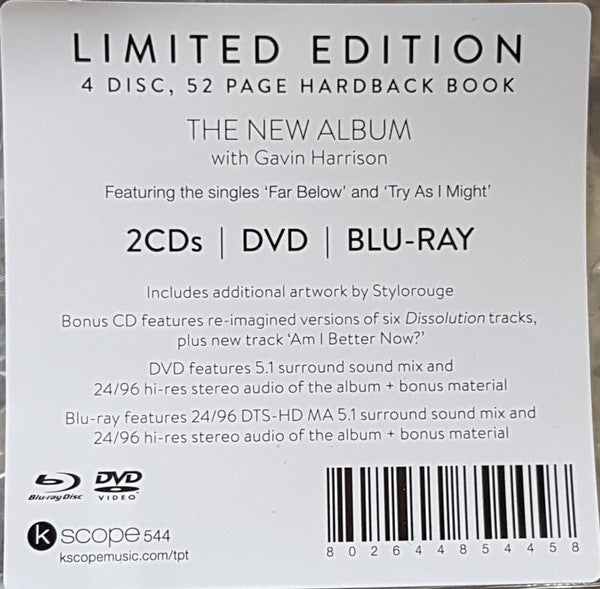 LIMITED EDITION
4 DISC, 52 PAGE HARDBACK BOOK
THE NEW ALBUM
with Gavin Harrison
Featuring the singles ‘Far Below’ and ‘Try As I Might’
2CDs | DVD | BLU-RAY
Includes additional artwork by Stylorouge
Bonus CD features re-imagined versions of six Dissolution tracks,
plus new track ‘Am I Better Now?’
DVD features 5.1 surround sound mix and
24/96 hi-res stereo audio of the album + bonus material
Blu-ray features 24/96 DTS-HD MA 5.1 surround sound mix and
24/96 hi-res stereo audio of the album + bonus material
Blu-ray Disc
DVD
VIDEO
kscope 544
kscopemusic.com/tpt
802644854458